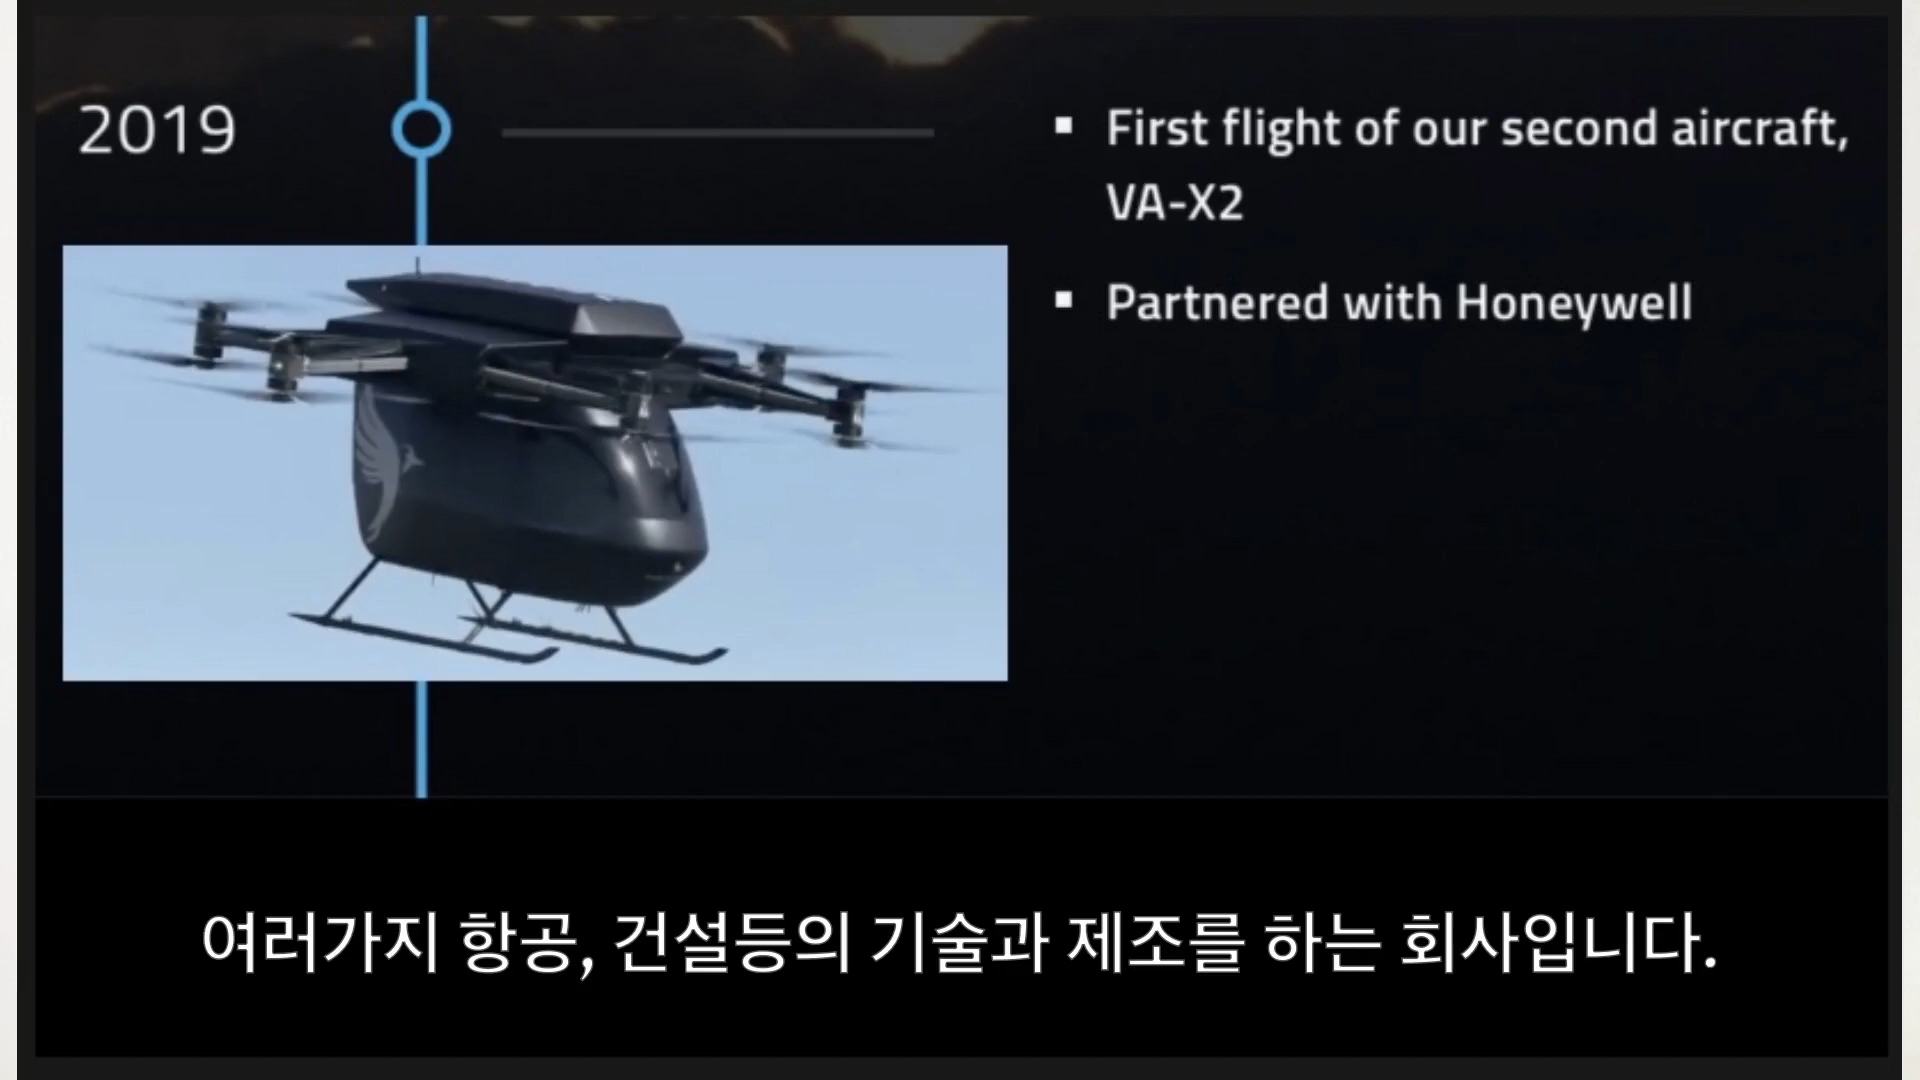 2019
First flight of our second aircraft,
VA-X2
Partnered with Honeywell
여러가지 항공, 건설등의 기술과 제조를 하는 회사입니다.